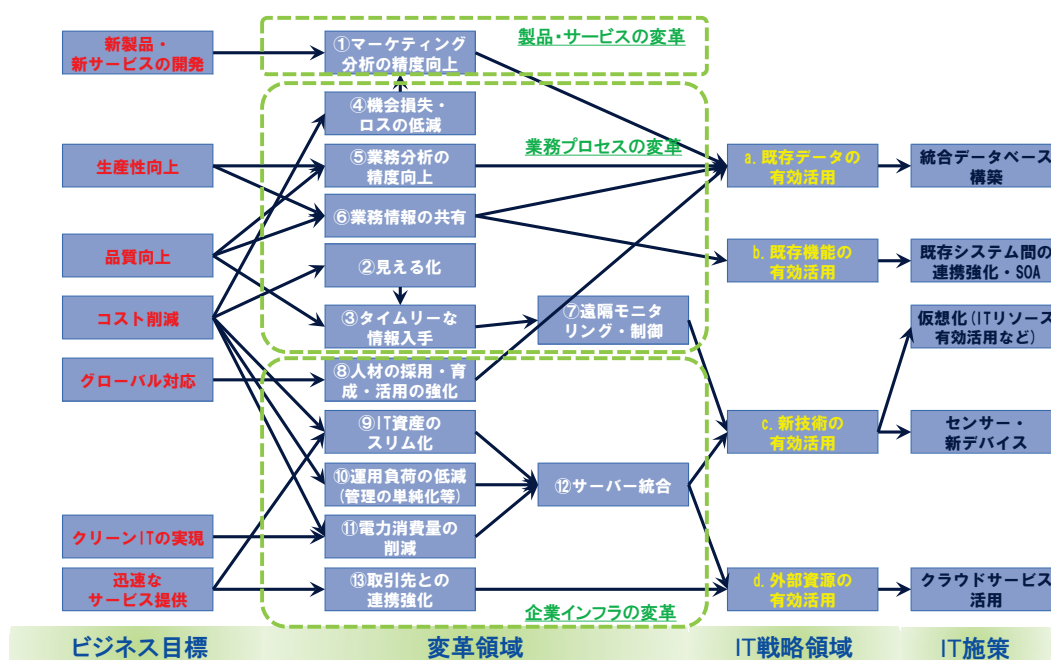 新製品・
新サービスの開発
生産性向上
品質向上
コスト削減
グローバル対応
クリーンITの実現
迅速な
サービス提供
製品・サービスの変革
①マーケティング
分析の精度向上
④機会損失・
ロスの低減
業務プロセスの変革
⑤業務分析の
精度向上
⑥業務情報の共有
②見える化
③タイムリーな
情報入手
⑦遠隔モニタ
リング・制御
⑧人材の採用・育
成・活用の強化
⑨IT資産の
スリム化
⑩運用負荷の低減
(管理の単純化等)
⑪電力消費量の
削減
⑫サーバー統合
⑬取引先との
連携強化
企業インフラの変革
a.既存データの
有効活用
b.既存機能の
有効活用
c.新技術の
有効活用
d.外部資源の
有効活用
統合データベース
構築
既存システム間の
連携強化・SOA
仮想化(ITリソース
有効活用など)
センサー・
新デバイス
クラウドサービス
活用
ビジネス目標
変革領域
IT戦略領域
IT施策